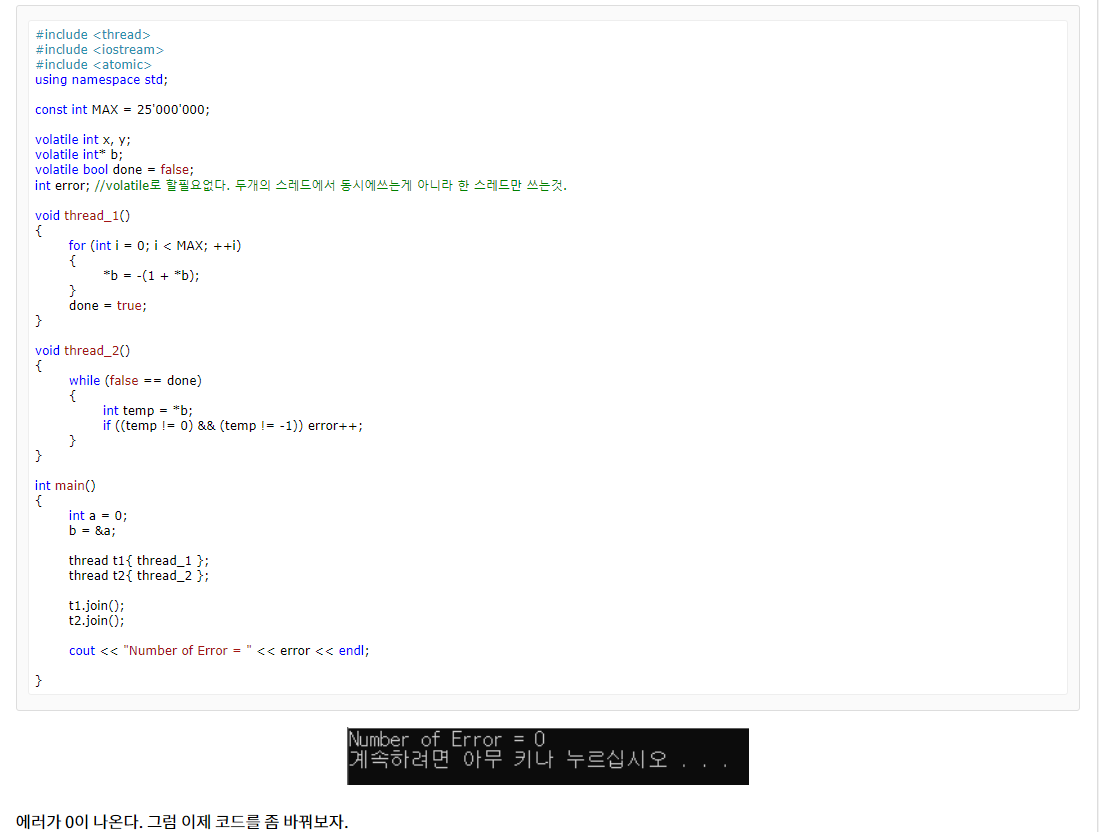 #include <thread>
#include <iostream>
#include <atomic>
using namespace std;
const int MAX = 25'000'000;
volatile int x, y;
volatile int* b;
volatile bool done = false;
int error; //volatile로 할필요없다. 두개의 스레드에서 동시에쓰는게 아니라 한 스레드만 쓰는것.
void thread_1()
{
for (int i = 0; i < MAX; ++i)
{
*b = -(1 + *b);
}
done = true;
}
void thread_2()
{
while (false == done)
{
int temp = *b;
if ((temp != 0) && (temp != -1)) error++;
}
}
int main()
{
int a = 0;
b = &a;
thread t1{ thread_1 };
thread t2{ thread_2 };
t1.join();
t2.join();
cout << "Number of Error = " << error << endl;
}
Number of Error = 0
계속하려면 아무 키나 누르십시오 . . .
에러가 0이 나온다. 그럼 이제 코드를 좀 바꿔보자.